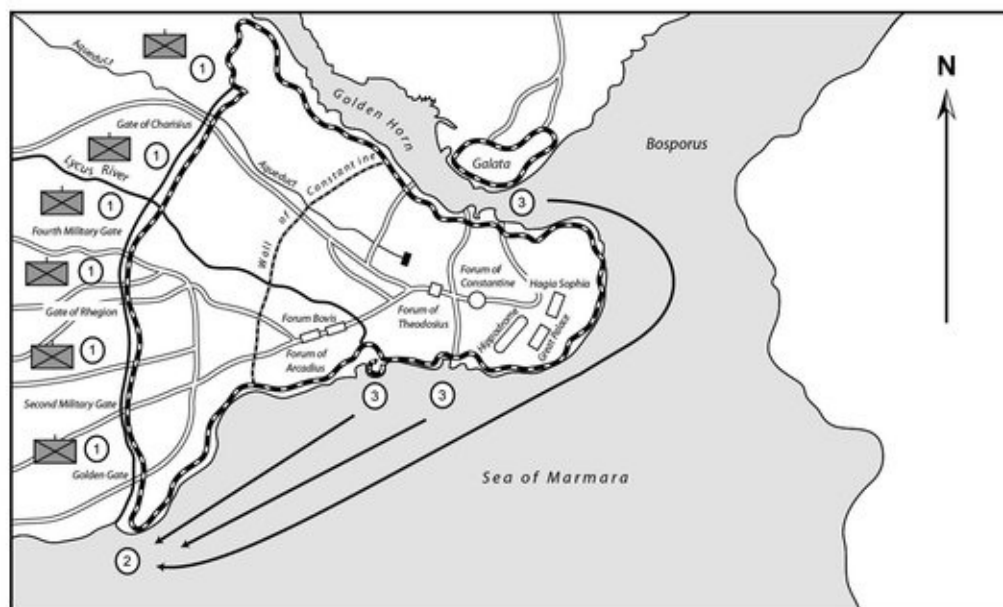 Aqueduct
1
Golden Horn
N
Gate of Charisius
1
Aqueduct
Galata
Bosporus
Lycus River
Wall of Constantine
1
3
Fourth Military Gate
1
Forum of
Constantine
Hagia Sophia
Gate of Rhegion
Forum Bovis
Forum of
Theodosius
Hippodrome
Great Palace
1
Forum of
Arcadius
3
3
Second Military Gate
1
Golden Gate
Sea of Marmara
2